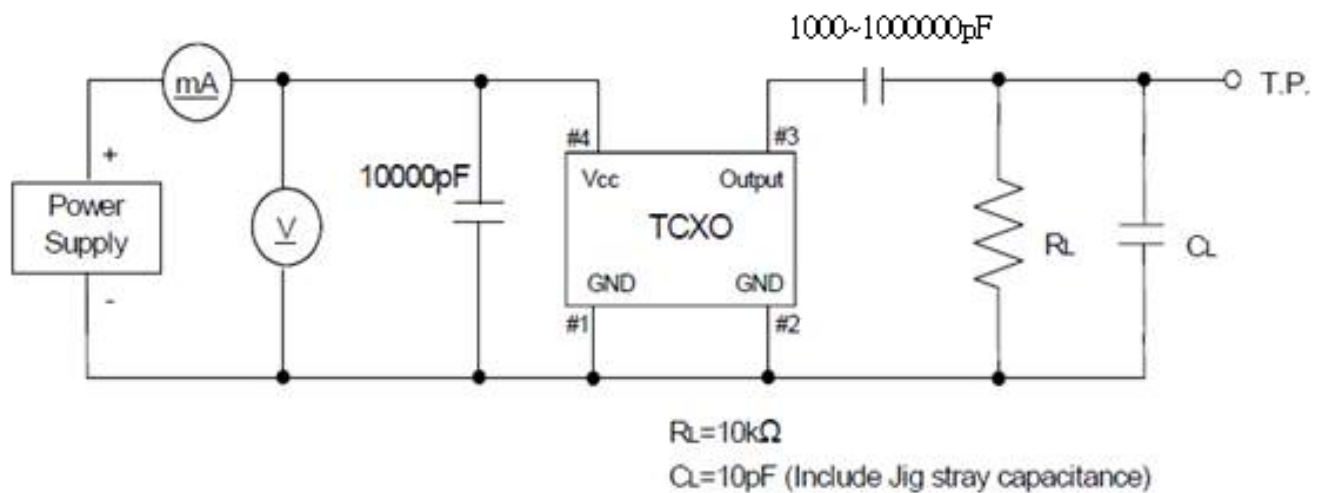 1000~1000000pF
mA
T.P.
+
#4
#3
10000pF
Vcc
Output
Power
Supply
V
TCXO
RL
CL
GND
GND
-
#1
#2
RL=10kΩ
CL=10pF (Include Jig stray capacitance)